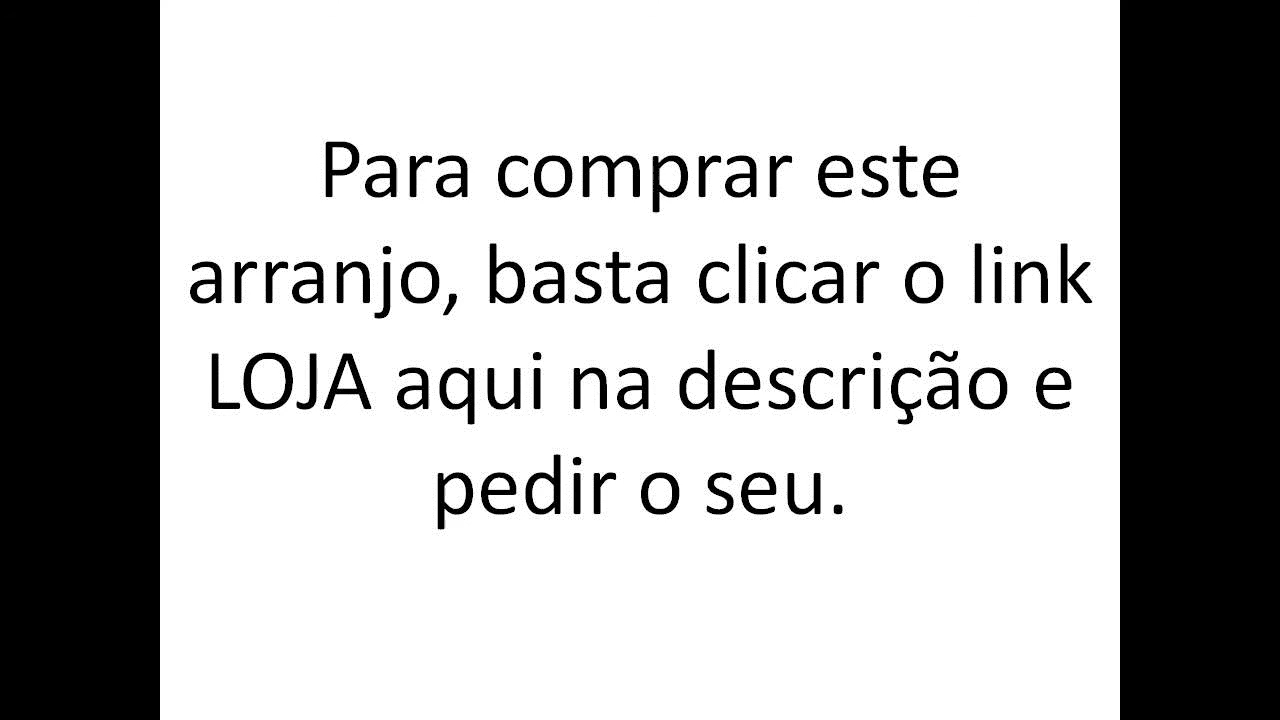 Para comprar este
arranjo, basta clicar o link
LOJA aqui na descrição e
pedir o seu.